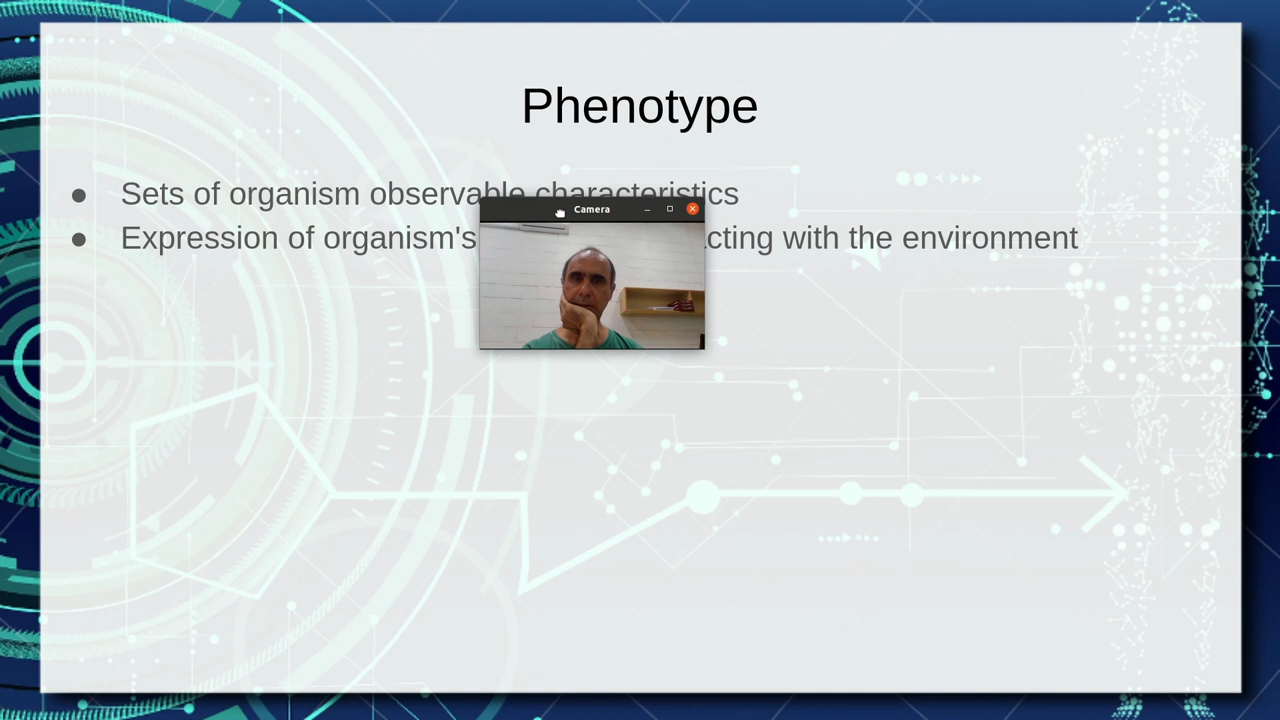 Phenotype
● Sets of organism observable characteristics
● Expression of organism's cting with the environment
Camera